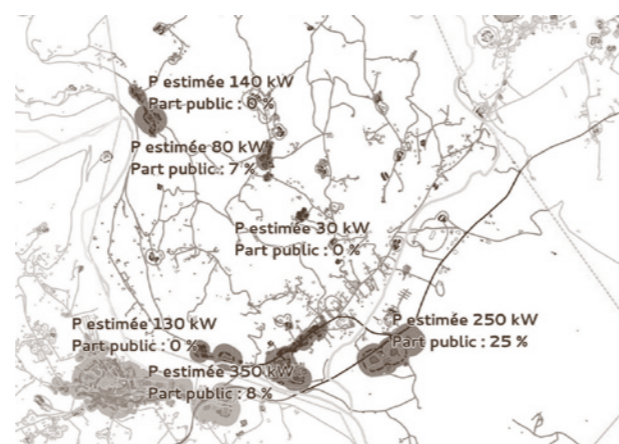 P estimée 140 kW
Part public : 0 %
P estimée 80 kW
Part public : 7 %
P estimée 30 kW
Part public : 0 %
P estimée 130 kW
Part public : 0 %
P estimée 250 kW
Part public : 25 %
P estimée 350 kW
Part public : 8 %